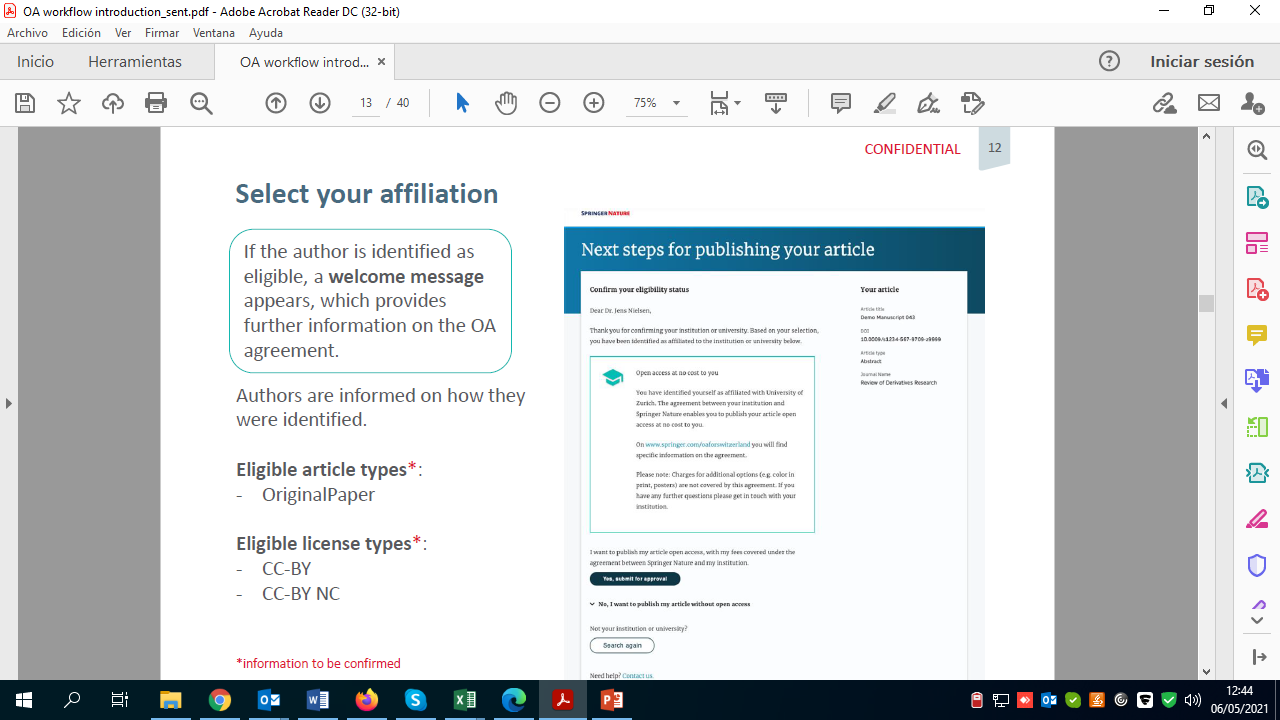 OA workflow introduction_sent.pdf - Adobe Acrobat Reader DC (32-bit)
Archivo Edición Ver Firmar Ventana Ayuda
Inicio Herramientas OA workflow introd... × ? Iniciar sesión
13 / 40 75%
CONFIDENTIAL 12
Select your affiliation
If the author is identified as
eligible, a welcome message
appears, which provides
further information on the OA
agreement.
Authors are informed on how they
were identified.
Eligible article types*:
- OriginalPaper
Eligible license types*:
- CC-BY
- CC-BY NC
*information to be confirmed
SPRINGER NATURE
Next steps for publishing your article
Confirm your eligibility status
Dear Dr. Jens Nielsen,
Thank you for confirming your institution or university. Based on your selection,
you have been identified as affiliated to the institution or university below.
Open access at no cost to you
You have identified yourself as affiliated with University of
Zurich. The agreement between your institution and
Springer Nature enables you to publish your article open
access at no cost to you.
On www.springer.com/oaforswitzerland you will find
specific information on the agreement.
Please note: Charges for additional options (e.g. color in
print, posters) are not covered by this agreement. If you
have any further questions please get in touch with your
institution.
I want to publish my article open access, with my fees covered under the
agreement between Springer Nature and my institution.
Yes, submit for approval
No, I want to publish my article without open access
Not your institution or university?
Search again
Need help? Contact us
Your article
Article title
Demo Manuscript 043
DOI
Article type
Abstract
Journal Name
Review of Derivatives Research
12:44
06/05/2021